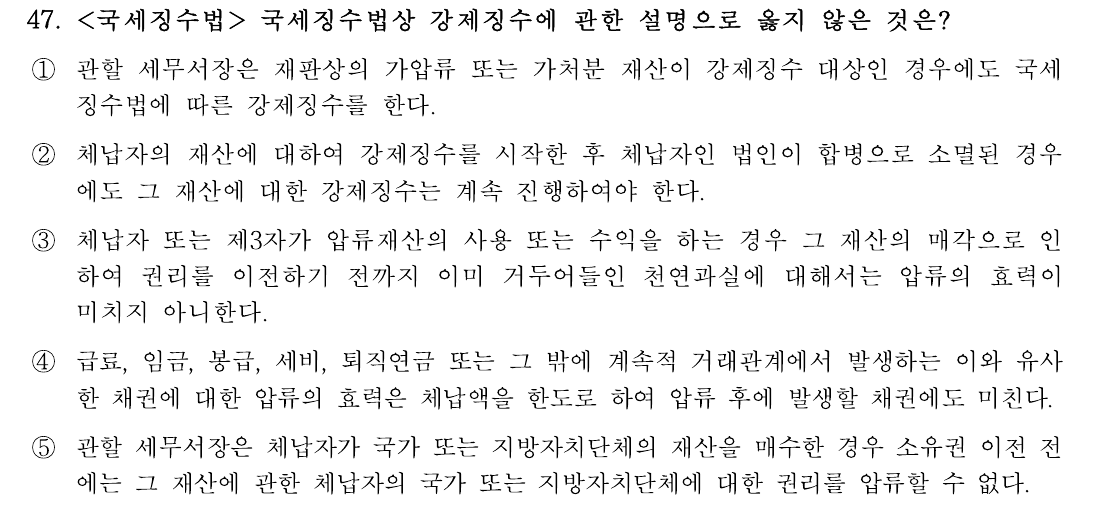 47. <국세징수법> 국세징수법상 강제징수에 관한 설명으로 옳지 않은 것은?
① 관할 세무서장은 재판상의 가압류 또는 가처분 재산이 강제징수 대상인 경우에도 국세
징수법에 따른 강제징수를 한다.
② 체납자의 재산에 대하여 강제징수를 시작한 후 체납자인 법인이 합병으로 소멸된 경우
에도 그 재산에 대한 강제징수는 계속 진행하여야 한다.
③ 체납자 또는 제3자가 압류재산의 사용 또는 수익을 하는 경우 그 재산의 매각으로 인
하여 권리를 이전하기 전까지 이미 거두어들인 천연과실에 대해서는 압류의 효력이
미치지 아니한다.
④ 급료, 임금, 봉급, 세비, 퇴직연금 또는 그 밖에 계속적 거래관계에서 발생하는 이와 유사
한 채권에 대한 압류의 효력은 체납액을 한도로 하여 압류 후에 발생할 채권에도 미친다.
⑤ 관할 세무서장은 체납자가 국가 또는 지방자치단체의 재산을 매수한 경우 소유권 이전 전
에는 그 재산에 관한 체납자의 국가 또는 지방자치단체에 대한 권리를 압류할 수 없다.